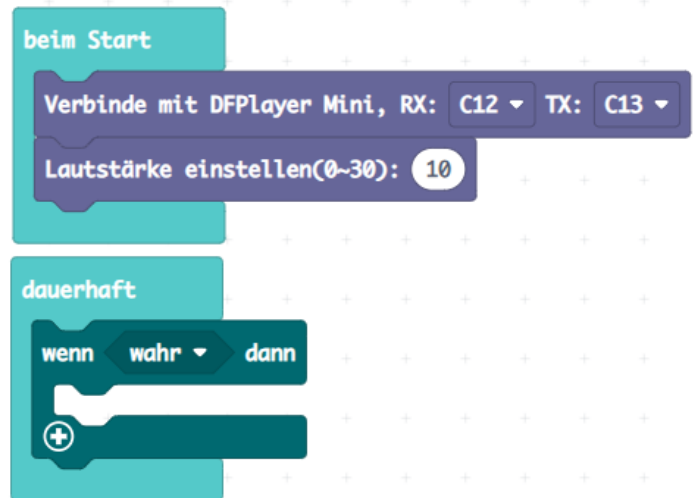 beim Start
Verbinde mit DFPlayer Mini, RX: C12 TX: C13
Lautstärke einstellen(0~30): 10
dauerhaft
wenn wahr dann